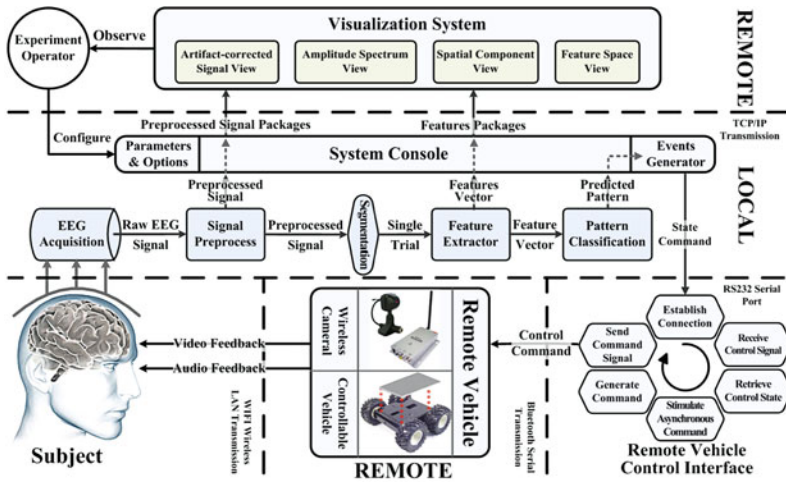 Visualization System
Experiment
Operator
Observe
Artifact-corrected
Signal View
Amplitude Spectrum
View
Spatial Component
View
Feature Space
View
REMOTE
Configure
Preprocessed Signal Packages
Features Packages
TCP/IP
Transmission
Parameters
& Options
System Console
Events
Generator
LOCAL
Preprocessed
Signal
Features
Vector
Predicted
Pattern
EEG
Acquisition
Raw EEG
Signal
Signal
Preprocess
Preprocessed
Signal
Segmentation
Single
Trial
Feature
Extractor
Feature
Vector
Pattern
Classification
State
Command
RS232 Serial
Port
Wireless
Cameral
Remote Vehicle
Controllable
Vehicle
Video Feedback
Audio Feedback
Control
Command
Establish
Connection
Send
Command
Signal
Receive
Control Signal
Generate
Command
Retrieve
Control State
Stimulate
Asynchronous
Command
WIFI Wireless
LAN Transmission
Bluetooth Serial
Transmission
Subject
REMOTE
Remote Vehicle
Control Interface